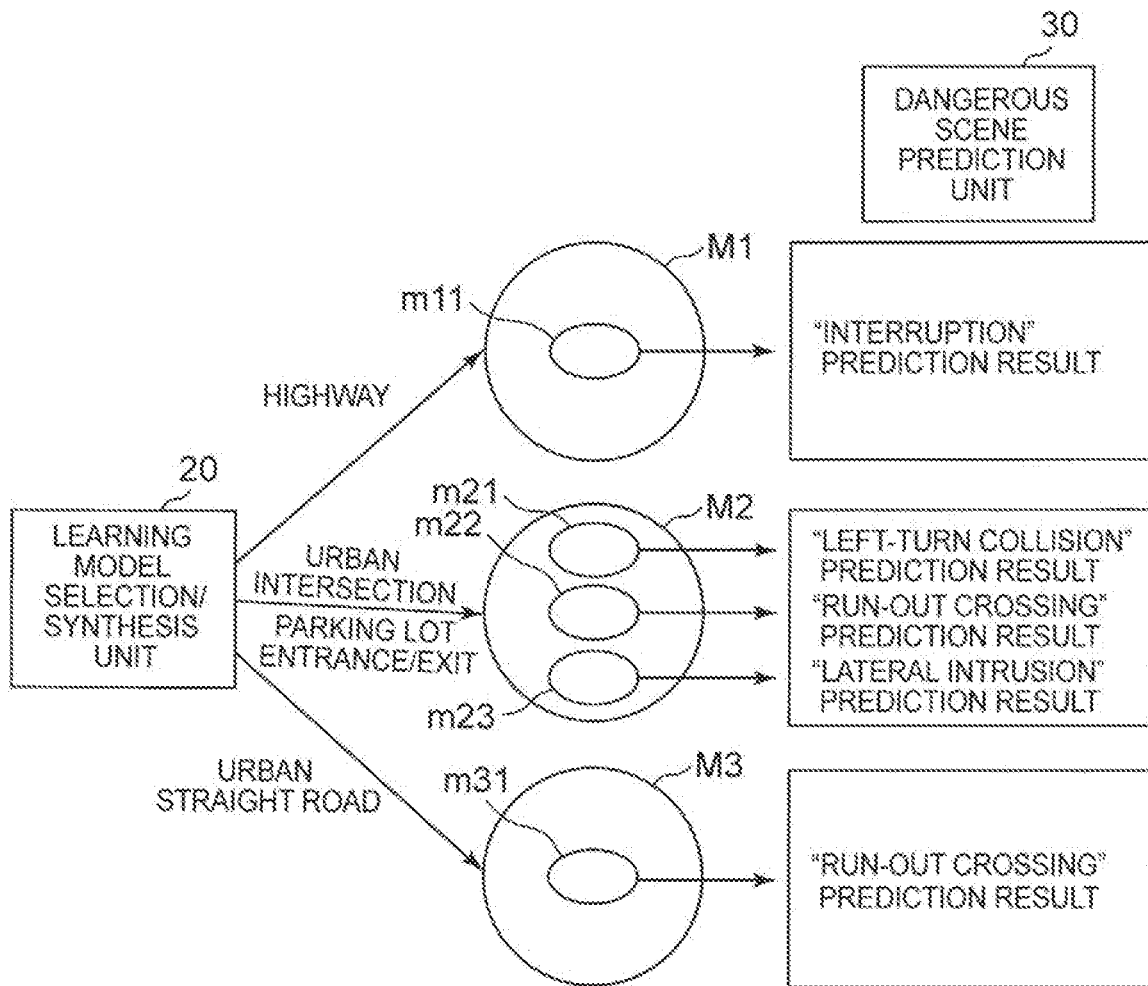 30
DANGEROUS
SCENE
PREDICTION
UNIT
M1
m11
"INTERRUPTION"
PREDICTION RESULT
HIGHWAY
20
LEARNING
MODEL
SELECTION/
SYNTHESIS
UNIT
m21
m22
M2
URBAN
INTERSECTION
PARKING LOT
ENTRANCE/EXIT
m23
"LEFT-TURN COLLISION"
PREDICTION RESULT
"RUN-OUT CROSSING"
PREDICTION RESULT
"LATERAL INTRUSION"
PREDICTION RESULT
URBAN
STRAIGHT ROAD
m31
M3
"RUN-OUT CROSSING"
PREDICTION RESULT